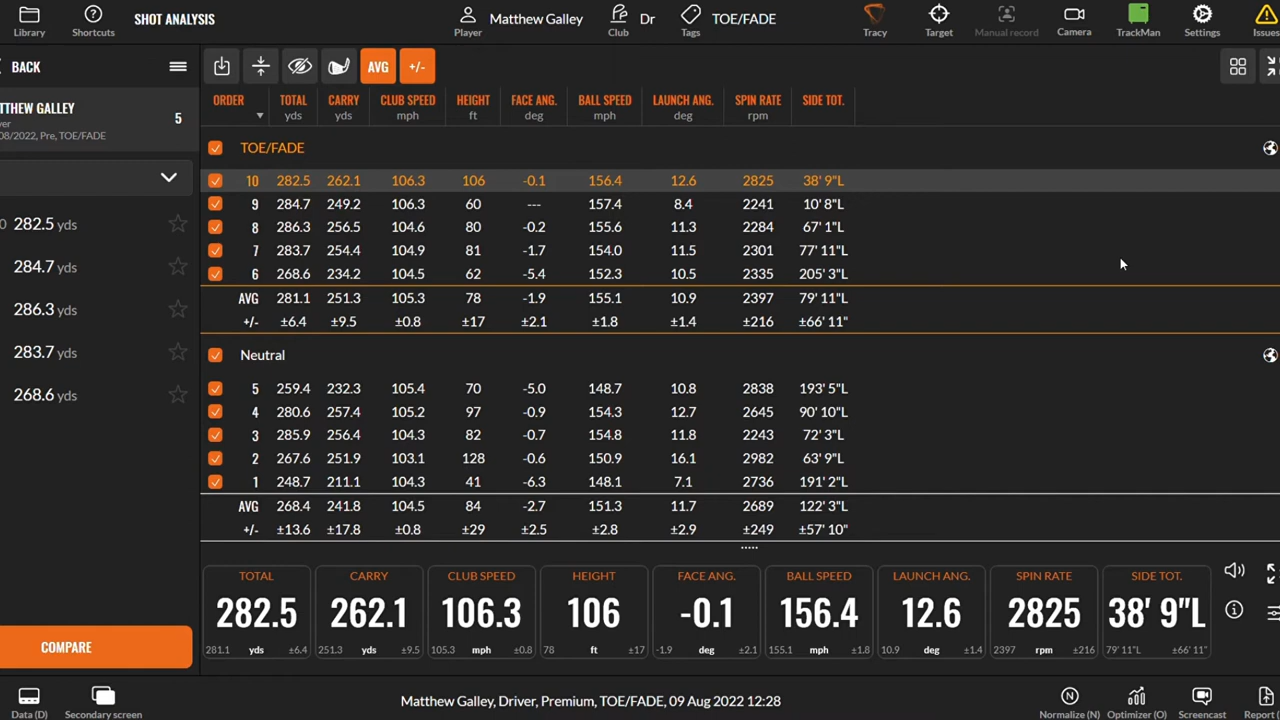 Library
Shortcuts
SHOT ANALYSIS
Player
Matthew Galley
Club
Dr
Tags
TOE/FADE
Tracy
Target
Manual record
Camera
TrackMan
Settings
Issues
BACK
AVG
+/-
TTHEW GALLEY
ver
08/2022, Pre, TOE/FADE
5
0 282.5 yds
284.7 yds
286.3 yds
283.7 yds
268.6 yds
COMPARE
ORDER TOTAL CARRY CLUB SPEED HEIGHT FACE ANG. BALL SPEED LAUNCH ANG. SPIN RATE SIDE TOT.
yds yds mph ft deg mph deg rpm
TOE/FADE
10 282.5 262.1 106.3 106 -0.1 156.4 12.6 2825 38' 9"L
9 284.7 249.2 106.3 60 --- 157.4 8.4 2241 10' 8"L
8 286.3 256.5 104.6 80 -0.2 155.6 11.3 2284 67' 1"L
7 283.7 254.4 104.9 81 -1.7 154.0 11.5 2301 77' 11"L
6 268.6 234.2 104.5 62 -5.4 152.3 10.5 2335 205' 3"L
AVG 281.1 251.3 105.3 78 -1.9 155.1 10.9 2397 79' 11"L
+/- ±6.4 ±9.5 ±0.8 ±17 ±2.1 ±1.8 ±1.4 ±216 ±66' 11"
Neutral
5 259.4 232.3 105.4 70 -5.0 148.7 10.8 2838 193' 5"L
4 280.6 257.4 105.2 97 -0.9 154.3 12.7 2645 90' 10"L
3 285.9 256.4 104.3 82 -0.7 154.8 11.8 2243 72' 3"L
2 267.6 251.9 103.1 128 -0.6 150.9 16.1 2982 63' 9"L
1 248.7 211.1 104.3 41 -6.3 148.1 7.1 2736 191' 2"L
AVG 268.4 241.8 104.5 84 -2.7 151.3 11.7 2689 122' 3"L
+/- ±13.6 ±17.8 ±0.8 ±29 ±2.5 ±2.8 ±2.9 ±249 ±57' 10"
TOTAL CARRY CLUB SPEED HEIGHT FACE ANG. BALL SPEED LAUNCH ANG. SPIN RATE SIDE TOT.
282.5 262.1 106.3 106 -0.1 156.4 12.6 2825 38' 9"L
281.1 yds ±6.4 251.3 yds ±9.5 105.3 mph ±0.8 78 ft ±17 -1.9 deg ±2.1 155.1 mph ±1.8 10.9 deg ±1.4 2397 rpm ±216 79' 11"L ±66' 11"
Data (D)
Secondary screen
Matthew Galley, Driver, Premium, TOE/FADE, 09 Aug 2022 12:28
Normalize (N)
Optimizer (O)
Screencast
Report (